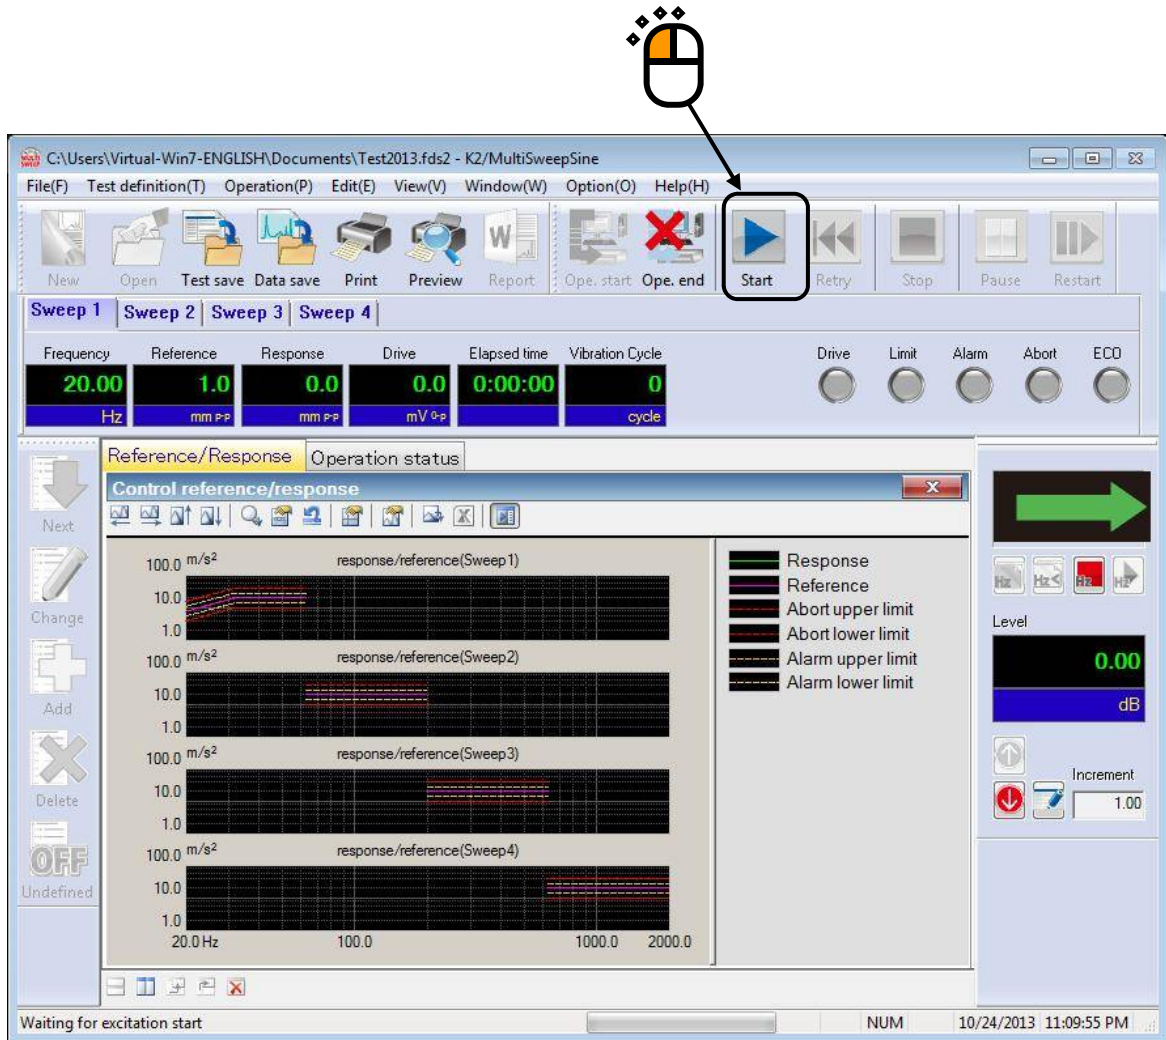 C:\Users\Virtual-Win7-ENGLISH\Documents\Test2013.fds2 - K2/MultiSweepSine
File(F) Test definition(T) Operation(P) Edit(E) View(V) Window(W) Option(O) Help(H)
New Open Test save Data save Print Preview Report Ope. start Ope. end Start Retry Stop Pause Restart
Sweep 1 Sweep 2 Sweep 3 Sweep 4
Frequency Reference Response Drive Elapsed time Vibration Cycle Drive Limit Alarm Abort ECO
20.00 1.0 0.0 0.0 0:00:00 0
Hz mm P-P mm P-P mV 0-P cycle
Reference/Response Operation status
Control reference/response
Next
Change
Add
Delete
OFF
Undefined
100.0 m/s² response/reference(Sweep1)
10.0
1.0
100.0 m/s² response/reference(Sweep2)
10.0
1.0
100.0 m/s² response/reference(Sweep3)
10.0
1.0
100.0 m/s² response/reference(Sweep4)
10.0
1.0
20.0 Hz 100.0 1000.0 2000.0
Response
Reference
Abort upper limit
Abort lower limit
Alarm upper limit
Alarm lower limit
Hz Hz< Hz Hz
Level
0.00
dB
Increment
1.00
Waiting for excitation start NUM 10/24/2013 11:09:55 PM